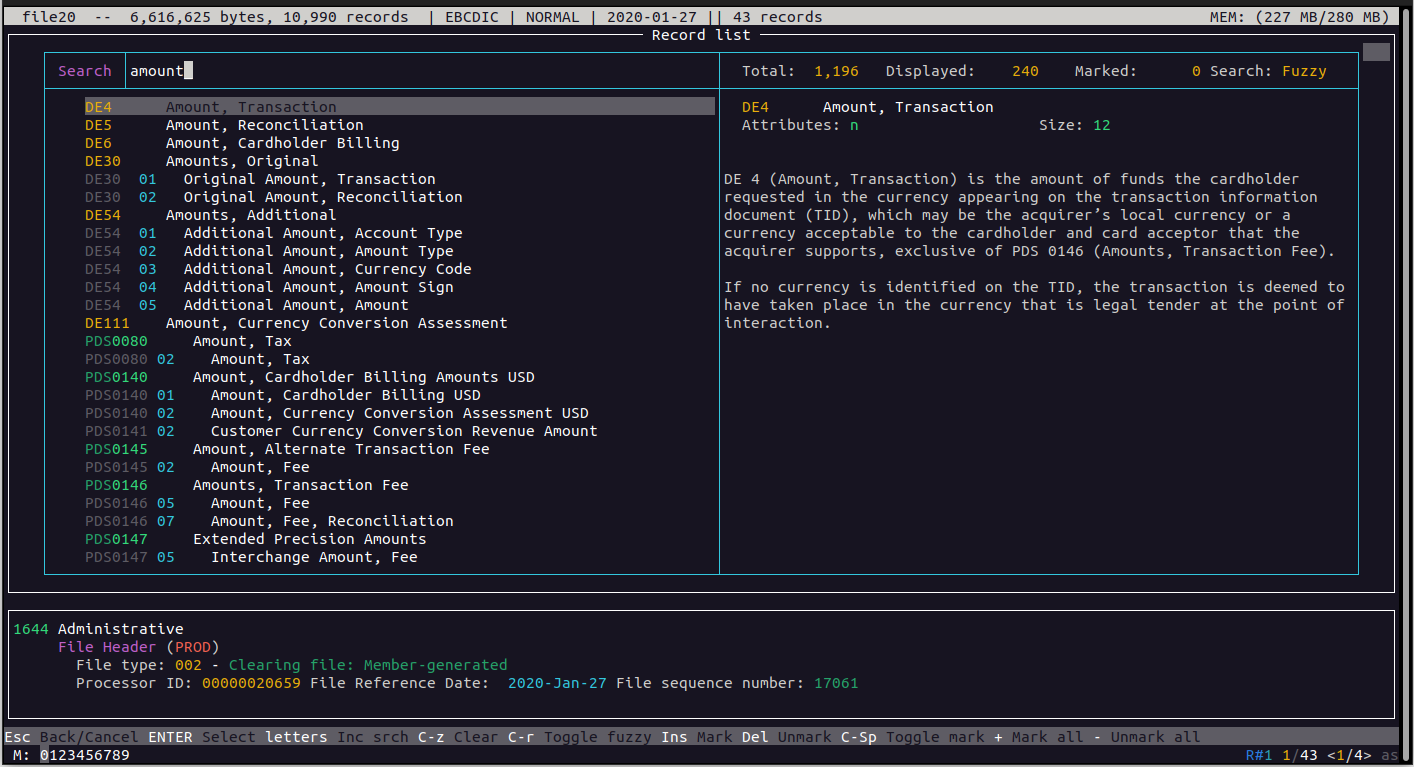 file20 -- 6,616,625 bytes, 10,990 records | EBCDIC | NORMAL | 2020-01-27 || 43 records MEM: (227 MB/280 MB)
Record list
Search amount Total: 1,196 Displayed: 240 Marked: 0 Search: Fuzzy
DE4 Amount, Transaction
DE5 Amount, Reconciliation
DE6 Amount, Cardholder Billing
DE30 Amounts, Original
DE30 01 Original Amount, Transaction
DE30 02 Original Amount, Reconciliation
DE54 Amounts, Additional
DE54 01 Additional Amount, Account Type
DE54 02 Additional Amount, Amount Type
DE54 03 Additional Amount, Currency Code
DE54 04 Additional Amount, Amount Sign
DE54 05 Additional Amount, Amount
DE111 Amount, Currency Conversion Assessment
PDS0080 Amount, Tax
PDS0080 02 Amount, Tax
PDS0140 Amount, Cardholder Billing Amounts USD
PDS0140 01 Amount, Cardholder Billing USD
PDS0140 02 Amount, Currency Conversion Assessment USD
PDS0141 02 Customer Currency Conversion Revenue Amount
PDS0145 Amount, Alternate Transaction Fee
PDS0145 02 Amount, Fee
PDS0146 Amounts, Transaction Fee
PDS0146 05 Amount, Fee
PDS0146 07 Amount, Fee, Reconciliation
PDS0147 Extended Precision Amounts
PDS0147 05 Interchange Amount, Fee
DE4 Amount, Transaction
Attributes: n Size: 12
DE 4 (Amount, Transaction) is the amount of funds the cardholder
requested in the currency appearing on the transaction information
document (TID), which may be the acquirer’s local currency or a
currency acceptable to the cardholder and card acceptor that the
acquirer supports, exclusive of PDS 0146 (Amounts, Transaction Fee).
If no currency is identified on the TID, the transaction is deemed to
have taken place in the currency that is legal tender at the point of
interaction.
1644 Administrative
File Header (PROD)
File type: 002 - Clearing file: Member-generated
Processor ID: 00000020659 File Reference Date: 2020-Jan-27 File sequence number: 17061
Esc Back/Cancel ENTER Select letters Inc srch C-z Clear C-r Toggle fuzzy Ins Mark Del Unmark C-Sp Toggle mark + Mark all - Unmark all
M: 0123456789 R#1 1/43 <1/4> as